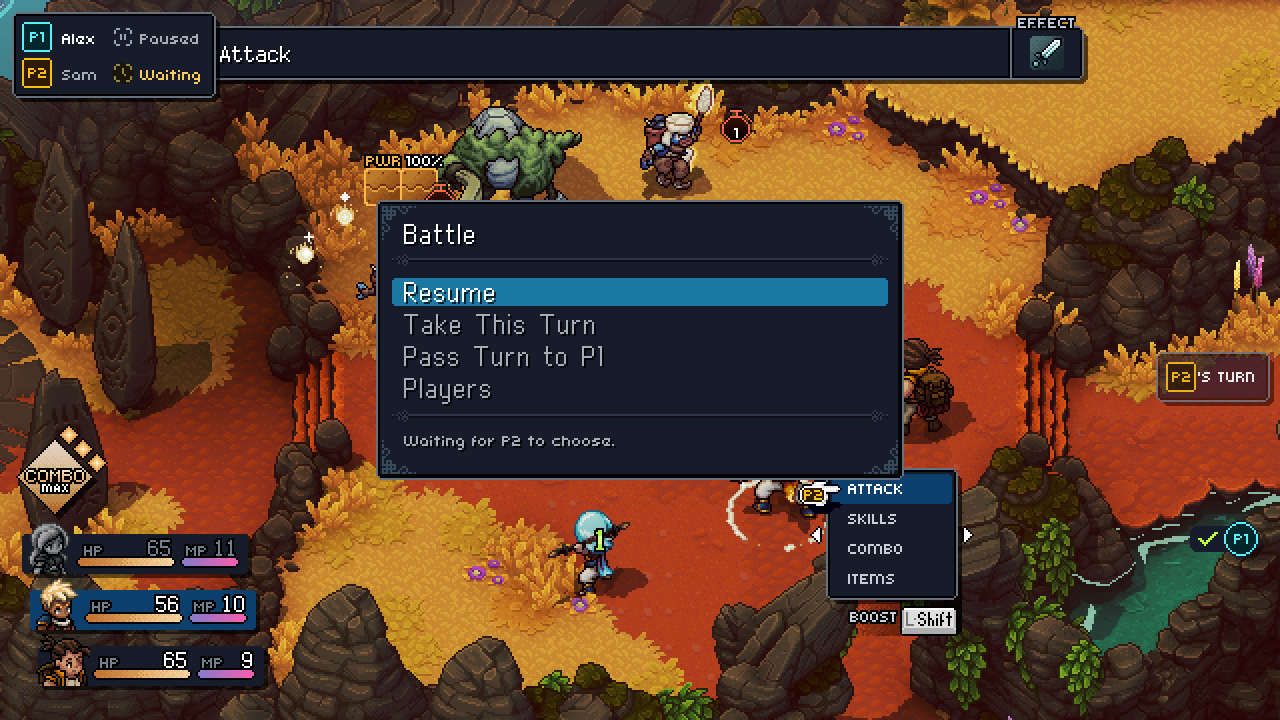 P1 Alex Paused
P2 Sam Waiting
Attack
EFFECT
1
PWR 100%
Battle
Resume
Take This Turn
Pass Turn to P1
Players
Waiting for P2 to choose.
P2'S TURN
COMBO
MAX
P2
ATTACK
SKILLS
COMBO
ITEMS
BOOST L-Shift
1
P1
HP 65 MP 11
HP 56 MP 10
HP 65 MP 9